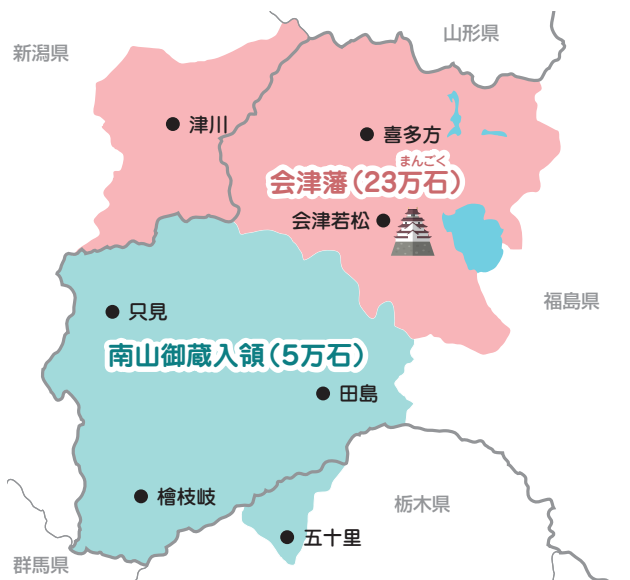 山形県
新潟県
津川
喜多方
まんごく
会津藩（23万石）
会津若松
福島県
只見
南山御蔵入領（5万石）
田島
檜枝岐
栃木県
五十里
群馬県